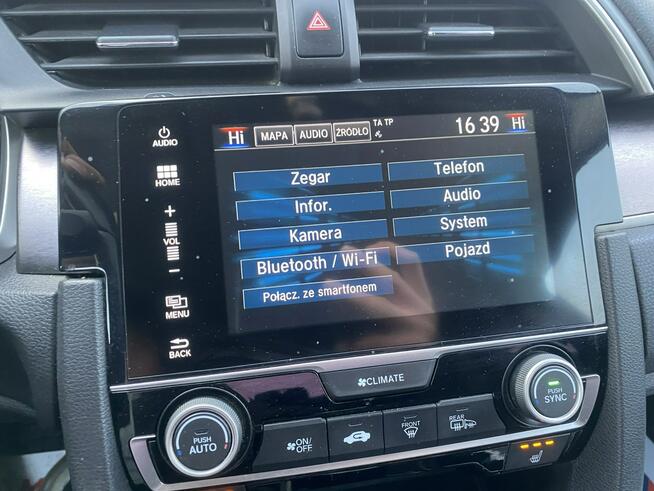 AUDIO
HOME
+
VOL
−
MENU
BACK
Hi MAPA AUDIO ŹRÓDŁO TA TP 16 39 Hi
Zegar Telefon
Infor. Audio
Kamera System
Bluetooth / Wi-Fi Pojazd
Połącz. ze smartfonem
CLIMATE
PUSH AUTO
ON/OFF
FRONT
REAR
PUSH SYNC